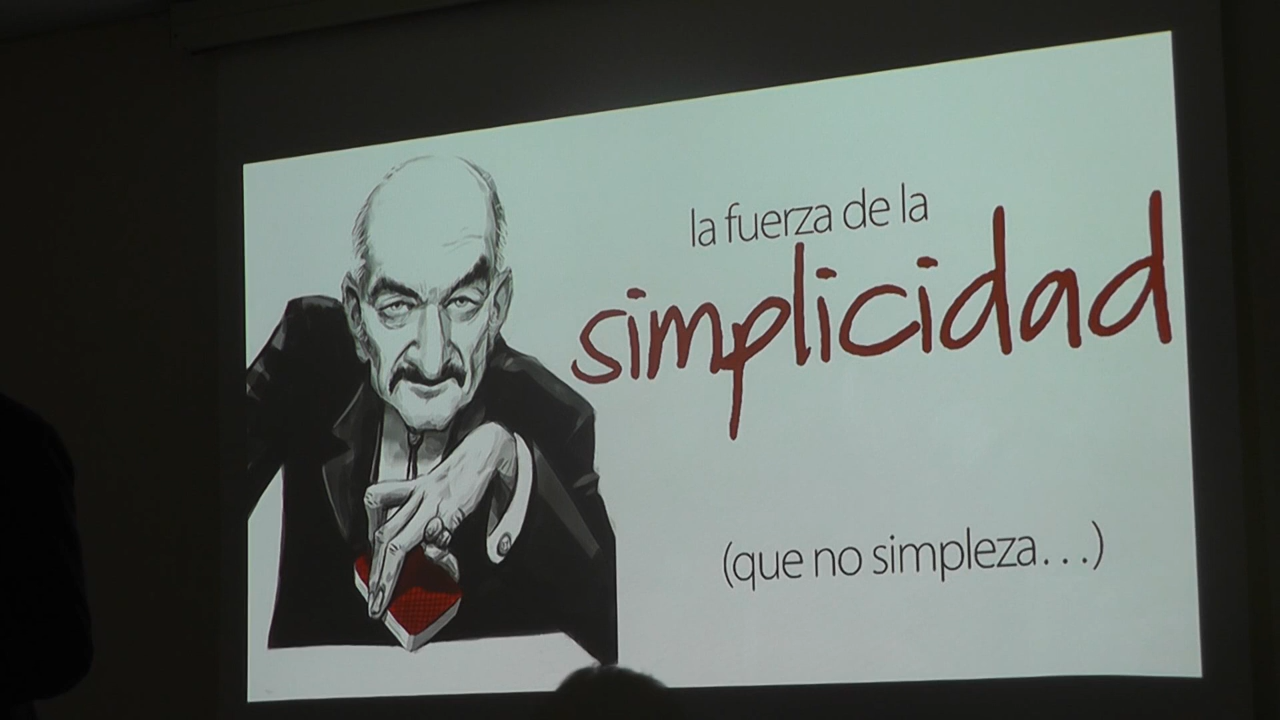 la fuerza de la
simplicidad
(que no simpleza...)